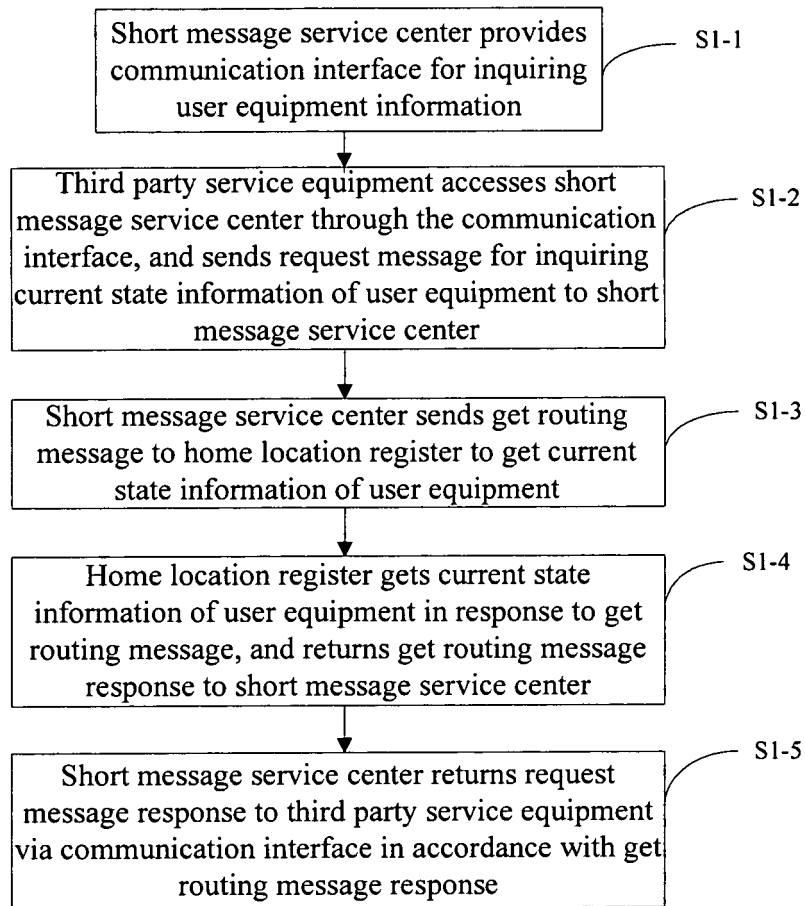 Short message service center provides
communication interface for inquiring
user equipment information
S1-1
Third party service equipment accesses short
message service center through the communication
interface, and sends request message for inquiring
current state information of user equipment to short
message service center
S1-2
Short message service center sends get routing
message to home location register to get current
state information of user equipment
S1-3
Home location register gets current state
information of user equipment in response to get
routing message, and returns get routing message
response to short message service center
S1-4
Short message service center returns request
message response to third party service equipment
via communication interface in accordance with get
routing message response
S1-5